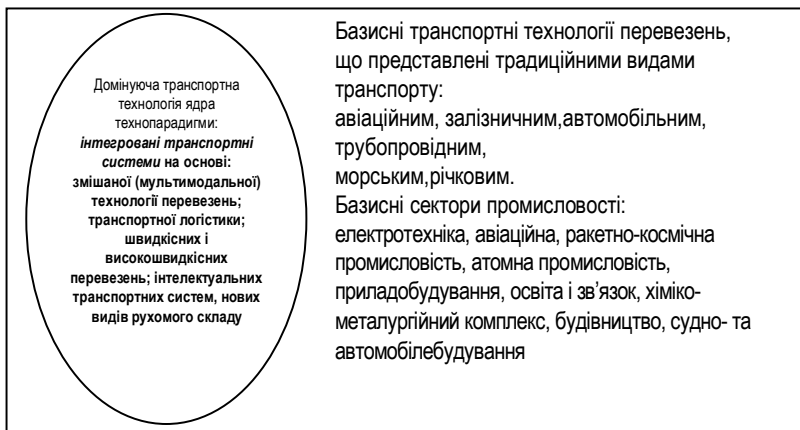 Домінуюча транспортна
технологія ядра
технопарадигми:
інтегровані транспортні
системи на основі:
змішаної (мультимодальної)
технології перевезень;
транспортної логістики;
швидкісних і
високошвидкісних
перевезень; інтелектуальних
транспортних систем, нових
видів рухомого складу
Базисні транспортні технології перевезень,
що представлені традиційними видами
транспорту:
авіаційним, залізничним,автомобільним,
трубопровідним,
морським,річковим.
Базисні сектори промисловості:
електротехніка, авіаційна, ракетно-космічна
промисловість, атомна промисловість,
приладобудування, освіта і зв’язок, хіміко-
металургійний комплекс, будівництво, судно- та
автомобілебудування